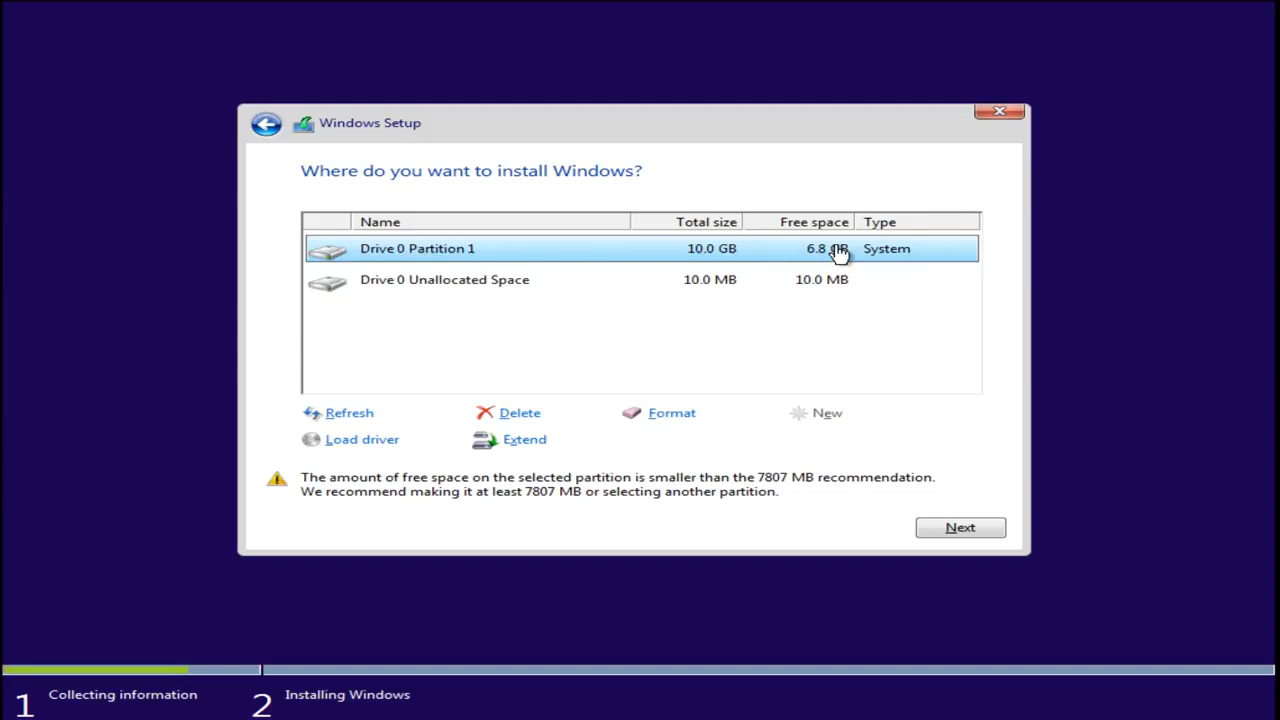 Windows Setup
Where do you want to install Windows?
Name Total size Free space Type
Drive 0 Partition 1 10.0 GB 6.8 System
Drive 0 Unallocated Space 10.0 MB 10.0 MB
Refresh Delete Format New
Load driver Extend
The amount of free space on the selected partition is smaller than the 7807 MB recommendation.
We recommend making it at least 7807 MB or selecting another partition.
Next
1 Collecting information 2 Installing Windows